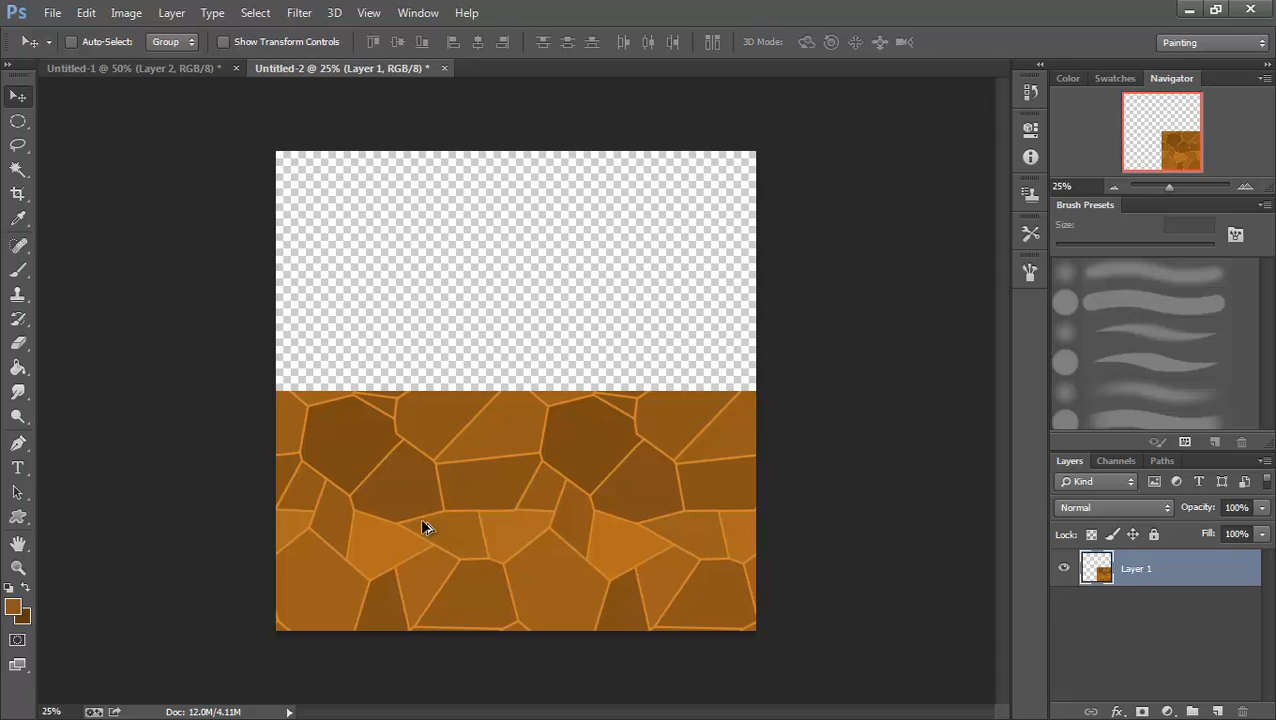 Ps File Edit Image Layer Type Select Filter 3D View Window Help
Auto-Select: Group Show Transform Controls 3D Mode: Painting
Untitled-1 @ 50% (Layer 2, RGB/8) * × Untitled-2 @ 25% (Layer 1, RGB/8) * ×
Color Swatches Navigator
25%
Brush Presets
Size:
Layers Channels Paths
Kind
Normal Opacity: 100%
Lock: Fill: 100%
Layer 1
25% Doc: 12.0M/4.11M